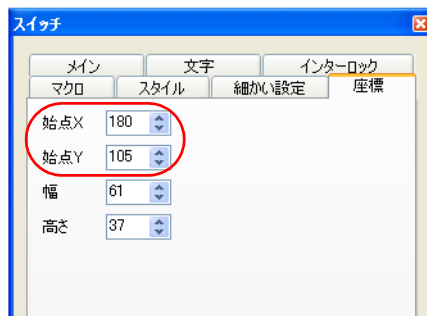 スイッチ
メイン 文字 インターロック
マクロ スタイル 細かい設定 座標
始点X 180
始点Y 105
幅 61
高さ 37